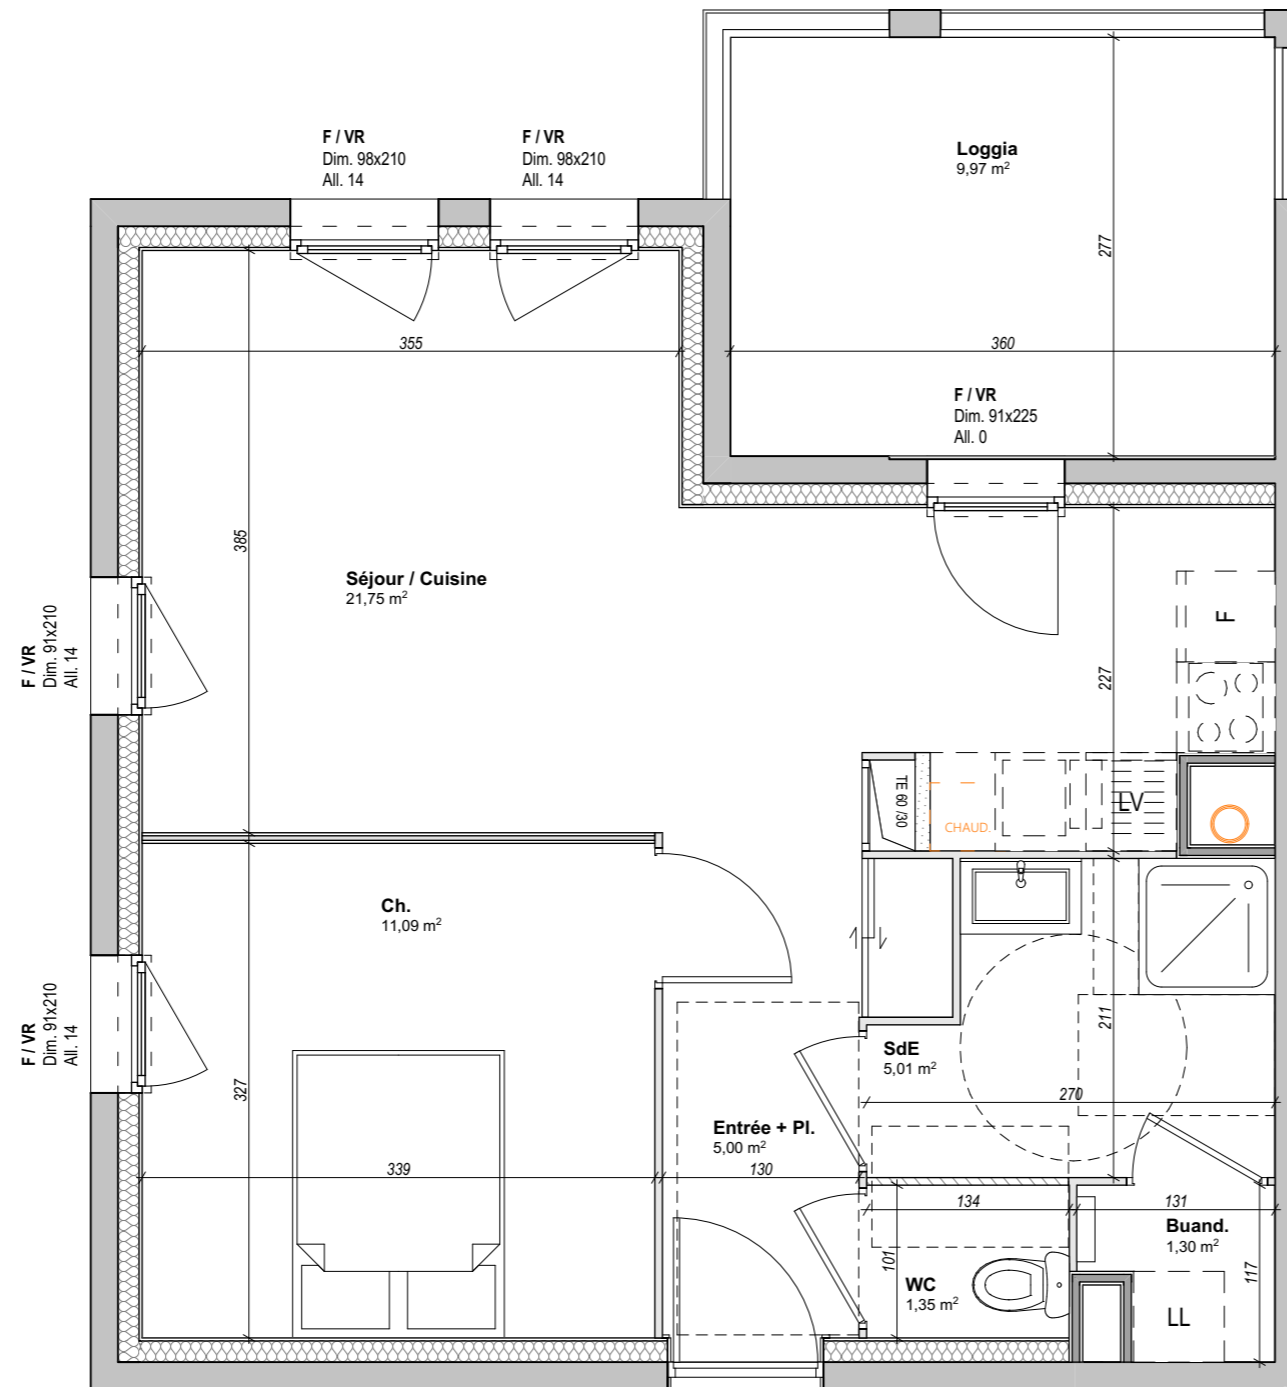 F / VR
Dim. 98x210
All. 14
F / VR
Dim. 98x210
All. 14
Loggia
9,97 m²
277
355
360
F / VR
Dim. 91x225
All. 0
385
Séjour / Cuisine
21,75 m²
F / VR
Dim. 91x210
All. 14
F
227
TE 60 /30
CHAUD.
LV
Ch.
11,09 m²
211
F / VR
Dim. 91x210
All. 14
SdE
5,01 m²
327
270
Entrée + Pl.
5,00 m²
339
130
134
131
Buand.
1,30 m²
101
117
WC
1,35 m²
LL